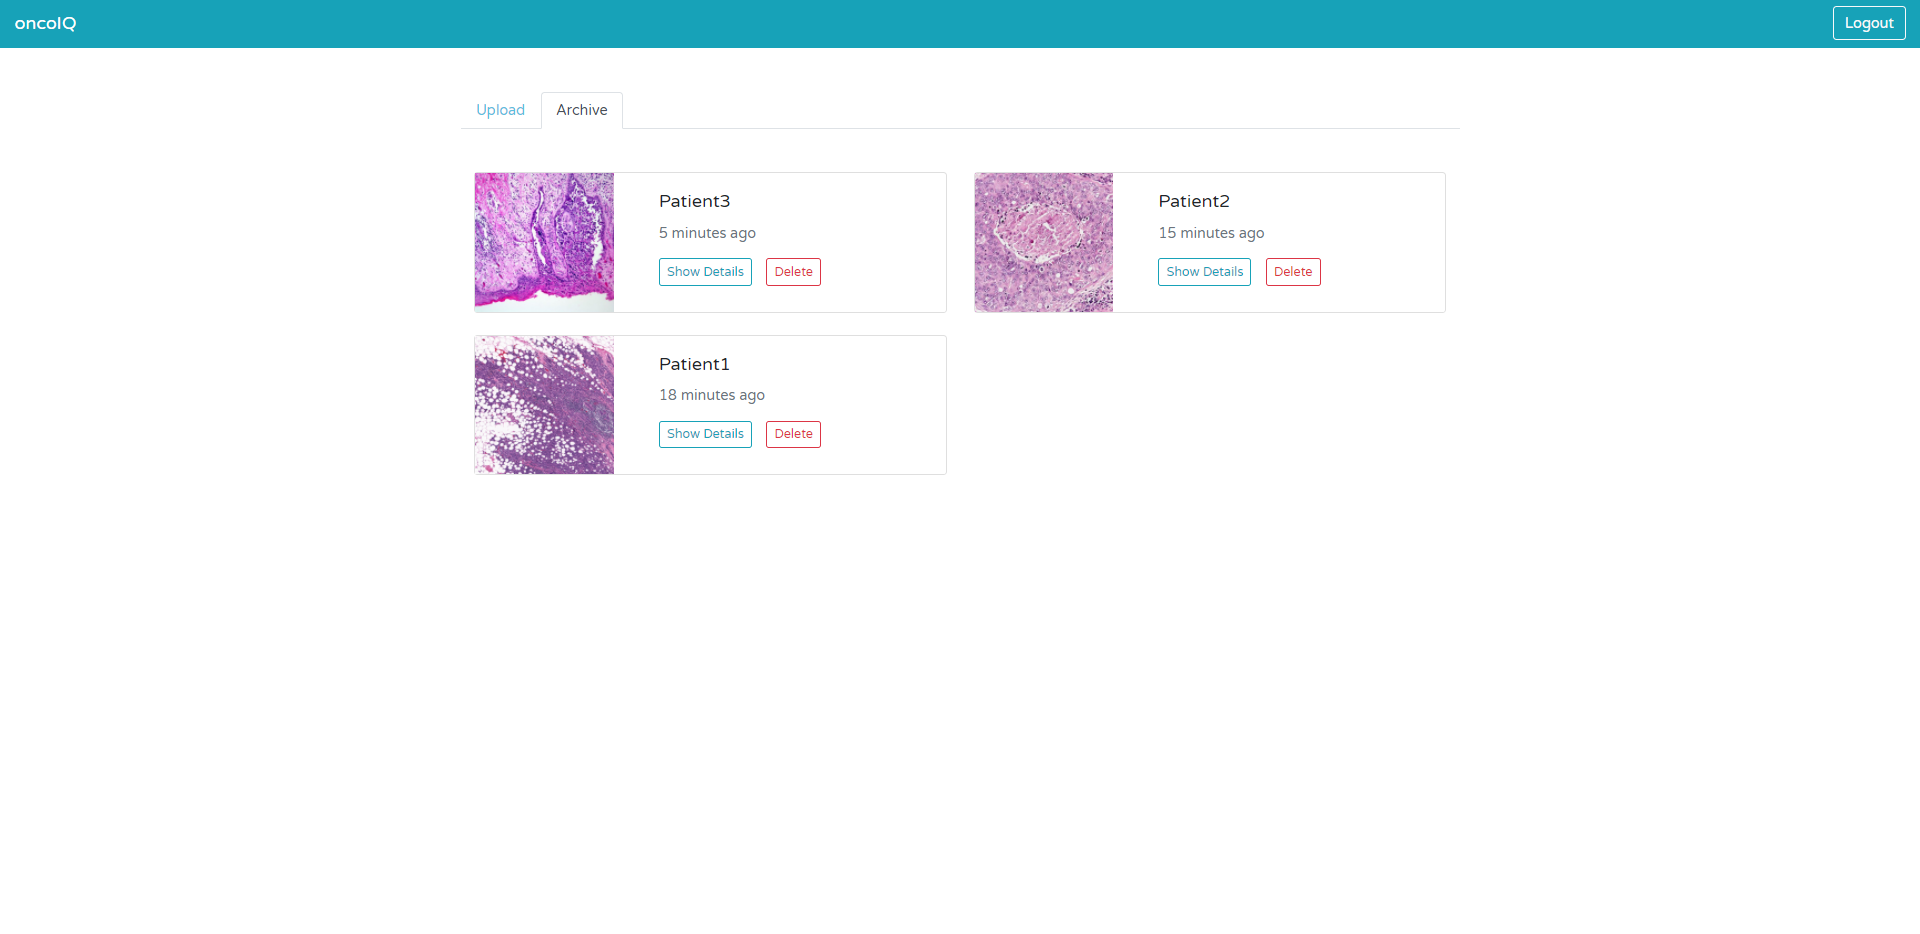 oncoIQ
Logout
Upload
Archive
Patient3
5 minutes ago
Show Details
Delete
Patient2
15 minutes ago
Show Details
Delete
Patient1
18 minutes ago
Show Details
Delete